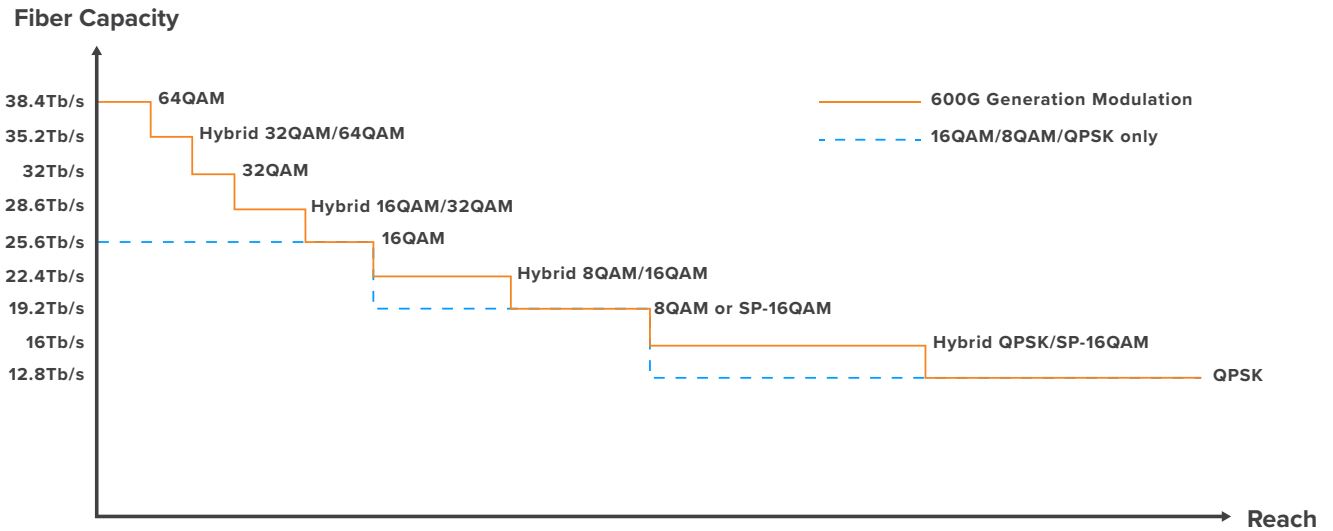 Fiber Capacity
38.4Tb/s
64QAM
600G Generation Modulation
35.2Tb/s
Hybrid 32QAM/64QAM
16QAM/8QAM/QPSK only
32Tb/s
32QAM
28.6Tb/s
Hybrid 16QAM/32QAM
25.6Tb/s
16QAM
22.4Tb/s
Hybrid 8QAM/16QAM
19.2Tb/s
8QAM or SP-16QAM
16Tb/s
Hybrid QPSK/SP-16QAM
12.8Tb/s
QPSK
Reach